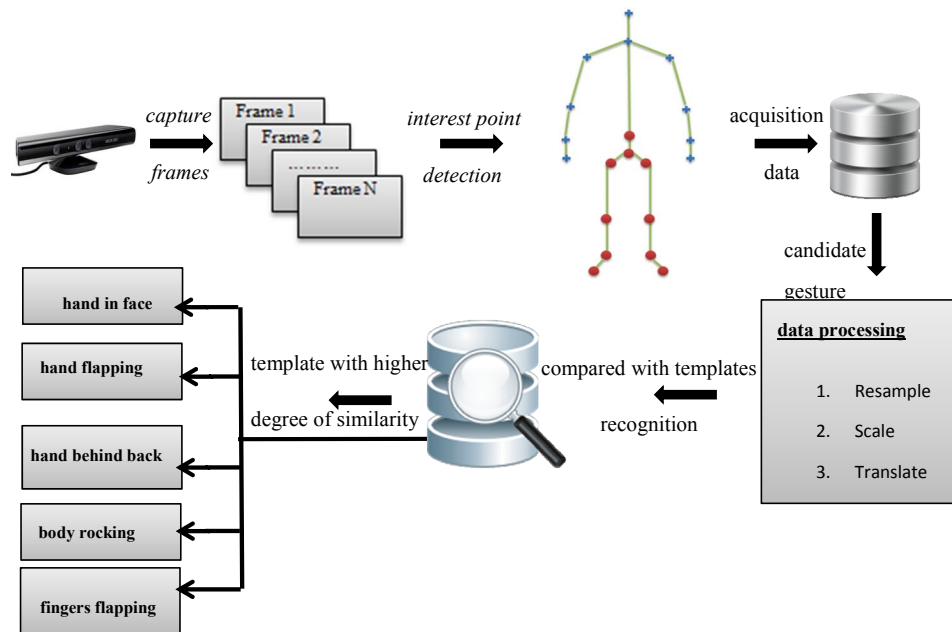 capture
frames
Frame 1
Frame 2
………
Frame N
interest point
detection
acquisition
data
candidate
gesture
data processing
1. Resample
2. Scale
3. Translate
compared with templates
recognition
template with higher
degree of similarity
hand in face
hand flapping
hand behind back
body rocking
fingers flapping